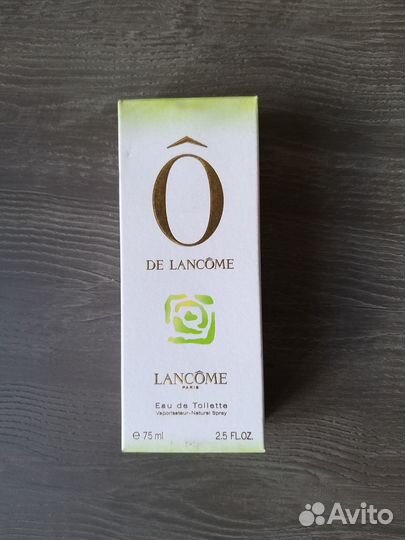 Ô
DE LANCÔME
LANCÔME
PARIS
Eau de Toilette
Vaporisateur-Natural Spray
℮ 75 ml 2.5 FL.OZ.
Avito